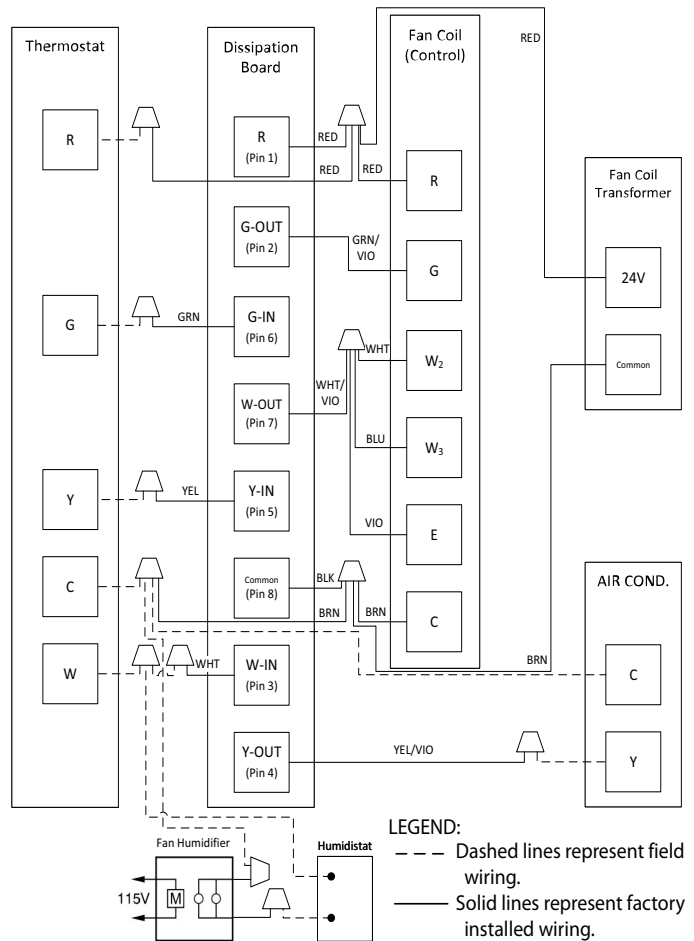 Thermostat
Dissipation
Board
Fan Coil
(Control)
RED
R
R
(Pin 1)
RED
RED
RED
R
Fan Coil
Transformer
G-OUT
(Pin 2)
GRN/
VIO
G
24V
G
GRN
G-IN
(Pin 6)
WHT
W2
Common
W-OUT
(Pin 7)
WHT/
VIO
BLU
W3
Y
YEL
Y-IN
(Pin 5)
VIO
E
C
Common
(Pin 8)
BLK
BRN
BRN
C
AIR COND.
W
WHT
W-IN
(Pin 3)
BRN
C
Y-OUT
(Pin 4)
YEL/VIO
Y
Fan Humidifier
Humidistat
115V
M
LEGEND:
Dashed lines represent field
wiring.
Solid lines represent factory
installed wiring.